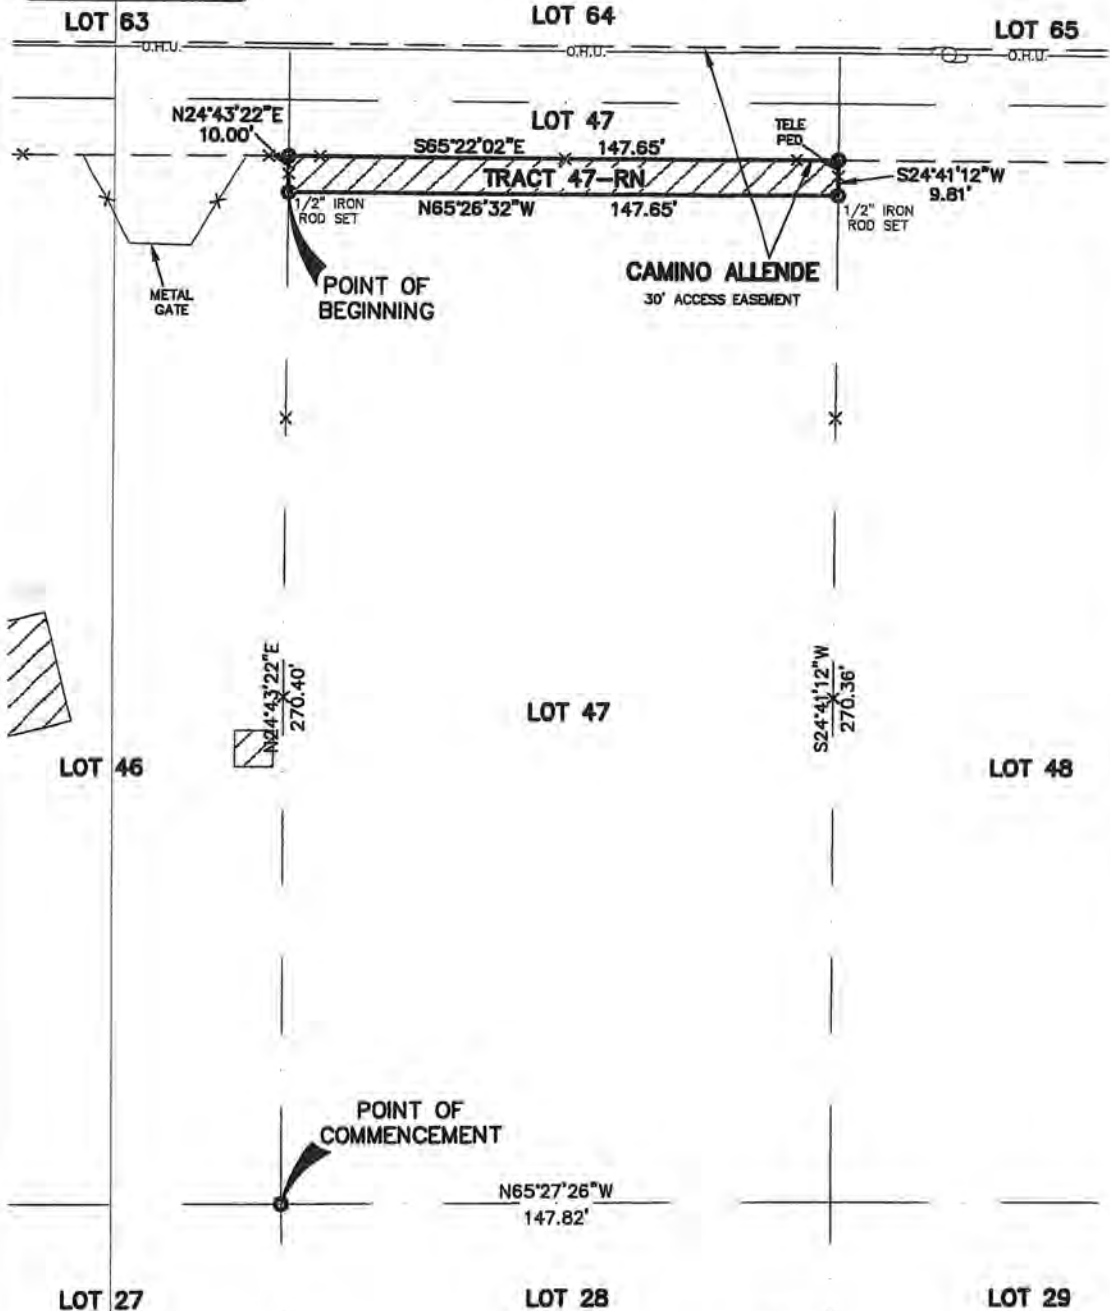 LOT 63
LOT 64
LOT 65
O.H.U.
O.H.U.
O.H.U.
N24°43'22"E
10.00'
LOT 47
TELE
PED
S65°22'02"E 147.65'
TRACT 47-RN
S24°41'12"W
9.81'
N65°26'32"W 147.65'
1/2" IRON
ROD SET
1/2" IRON
ROD SET
POINT OF
BEGINNING
CAMINO ALLENDE
30' ACCESS EASEMENT
METAL
GATE
N24°43'22"E
270.40'
S24°41'12"W
270.36'
LOT 47
LOT 46
LOT 48
POINT OF
COMMENCEMENT
N65°27'26"W
147.82'
LOT 27
LOT 28
LOT 29